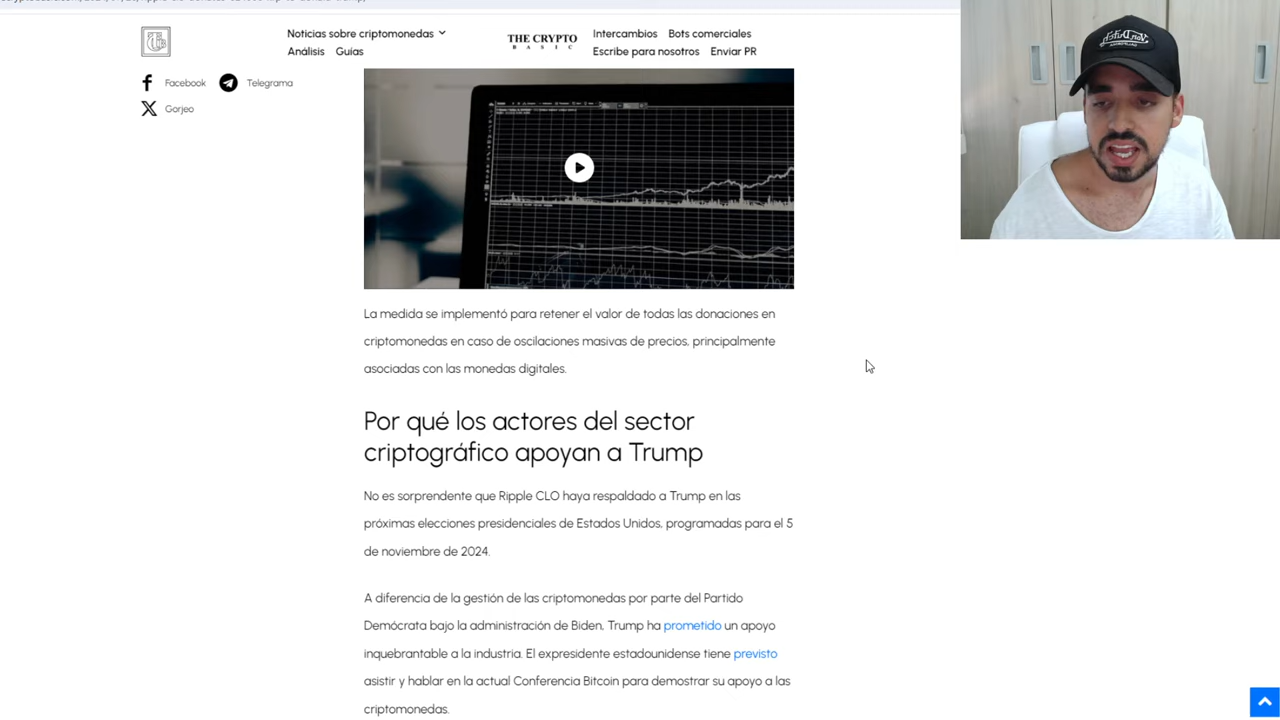 Noticias sobre criptomonedas
Análisis Guias
THE CRYPTO
BASIC
Intercambios Bots comerciales
Escribe para nosotros Enviar PR
Facebook Telegrama
Gorjeo
La medida se implementó para retener el valor de todas las donaciones en
criptomonedas en caso de oscilaciones masivas de precios, principalmente
asociadas con las monedas digitales.
Por qué los actores del sector
criptográfico apoyan a Trump
No es sorprendente que Ripple CLO haya respaldado a Trump en las
próximas elecciones presidenciales de Estados Unidos, programadas para el 5
de noviembre de 2024.
A diferencia de la gestión de las criptomonedas por parte del Partido
Demócrata bajo la administración de Biden, Trump ha prometido un apoyo
inquebrantable a la industria. El expresidente estadounidense tiene previsto
asistir y hablar en la actual Conferencia Bitcoin para demostrar su apoyo a las
criptomonedas.